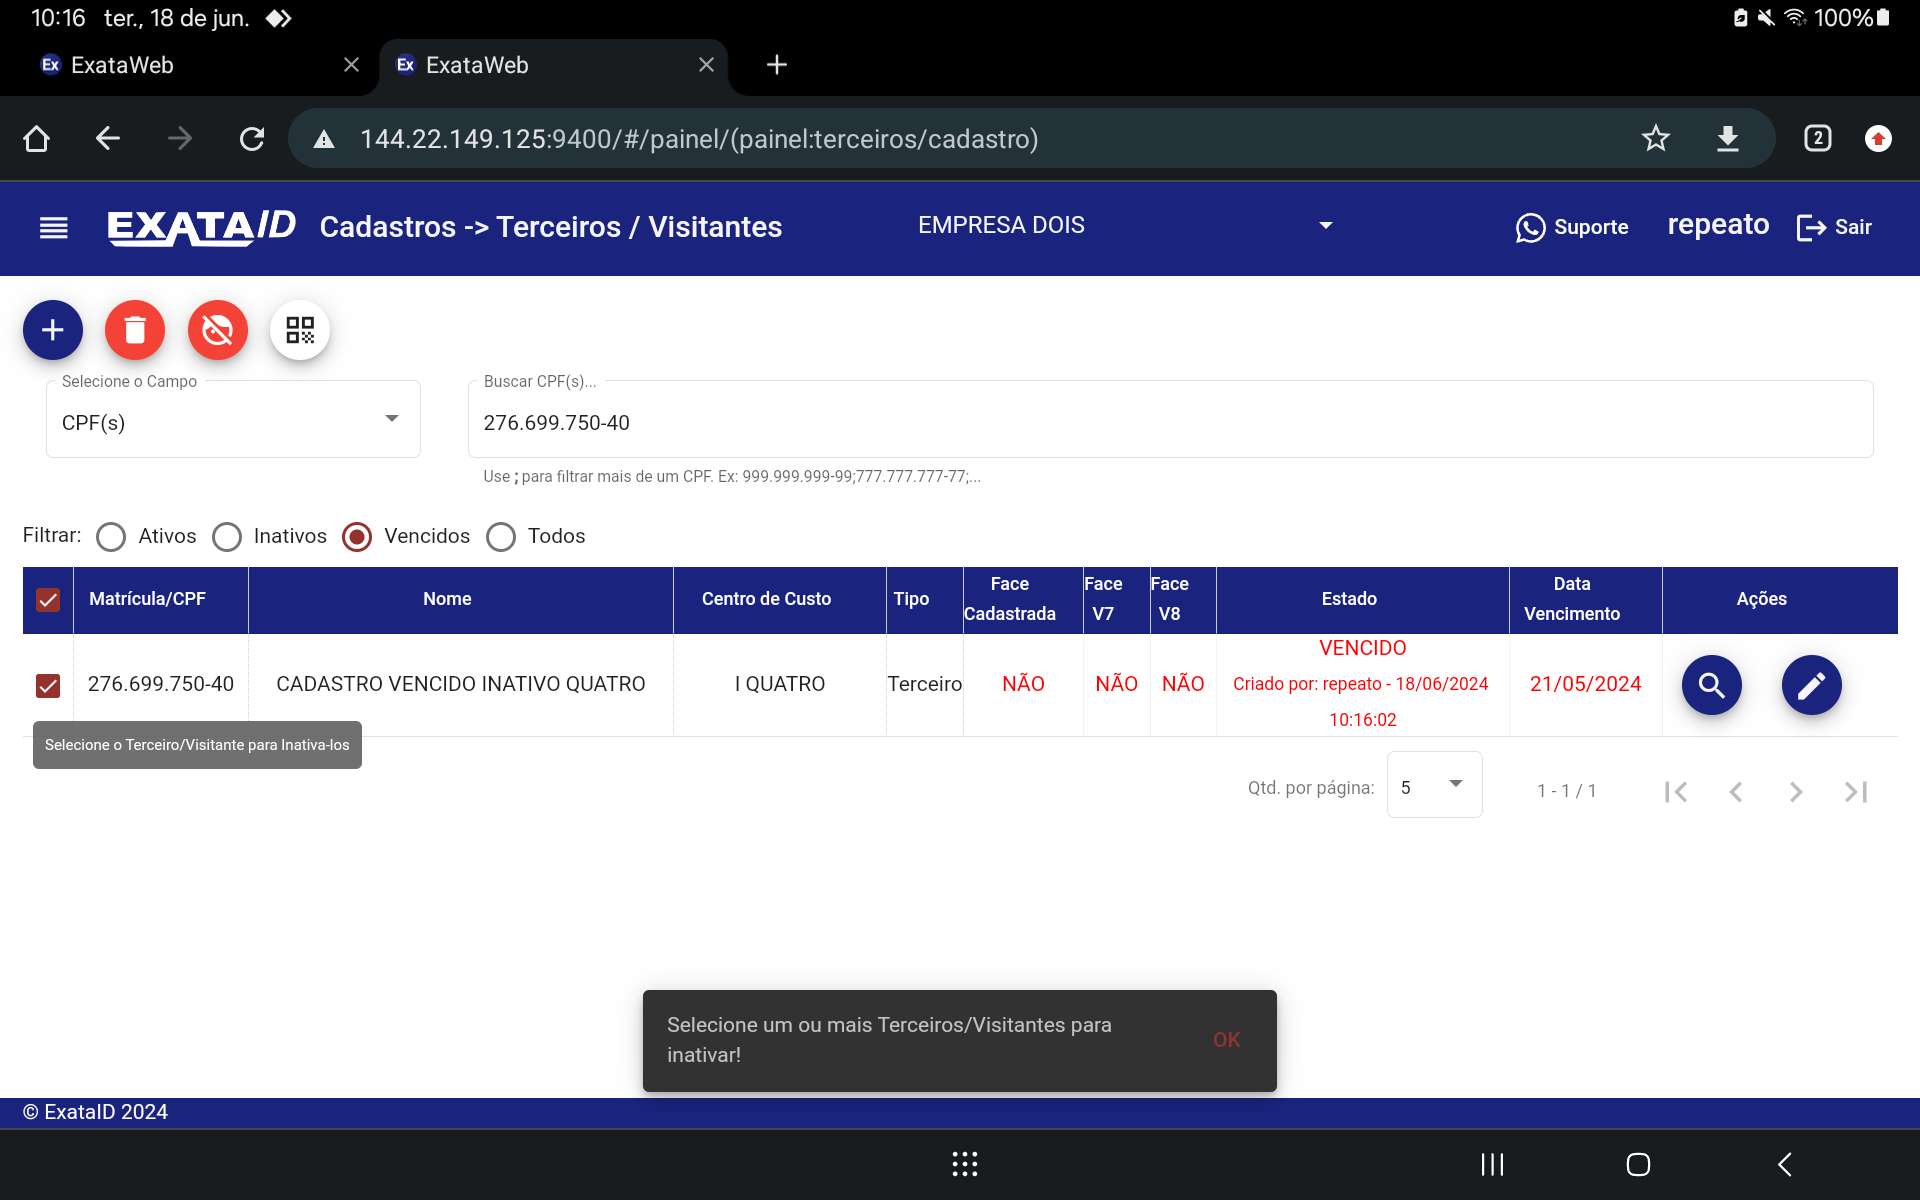 10:16 ter., 18 de jun. 100%
Ex ExataWeb Ex ExataWeb
144.22.149.125:9400/#/painel/(painel:terceiros/cadastro) 2
EXATAID Cadastros -> Terceiros / Visitantes EMPRESA DOIS Suporte repeato Sair
Selecione o Campo Buscar CPF(s)...
CPF(s) 276.699.750-40
Use ; para filtrar mais de um CPF. Ex: 999.999.999-99;777.777.777-77;...
Filtrar: Ativos Inativos Vencidos Todos
Matrícula/CPF Nome Centro de Custo Tipo Face Cadastrada Face V7 Face V8 Estado Data Vencimento Ações
VENCIDO
276.699.750-40 CADASTRO VENCIDO INATIVO QUATRO I QUATRO Terceiro NÃO NÃO NÃO Criado por: repeato - 18/06/2024 21/05/2024
10:16:02
Selecione o Terceiro/Visitante para Inativa-los
Qtd. por página: 5 1 - 1 / 1
Selecione um ou mais Terceiros/Visitantes para
inativar! OK
© ExataID 2024